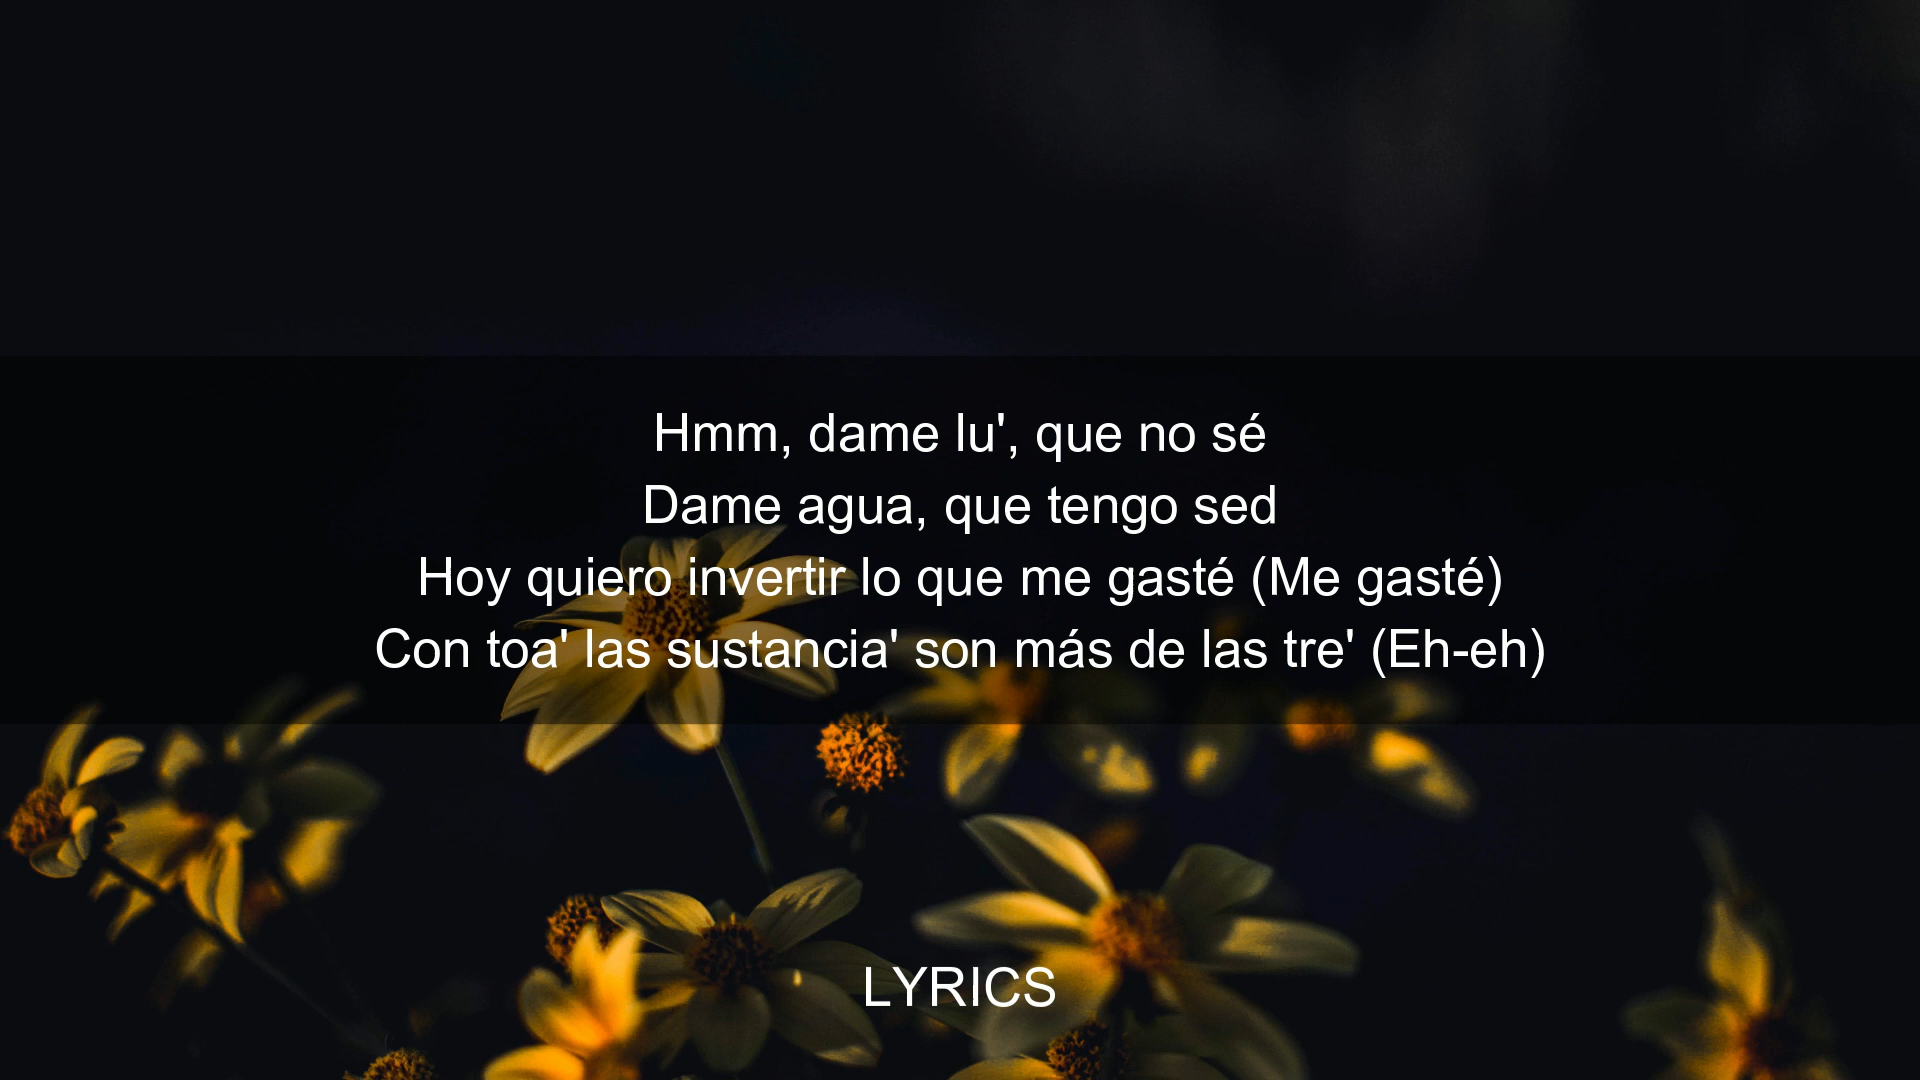 Hmm, dame lu', que no sé
Dame agua, que tengo sed
Hoy quiero invertir lo que me gasté (Me gasté)
Con toa' las sustancia' son más de las tre' (Eh-eh)
LYRICS